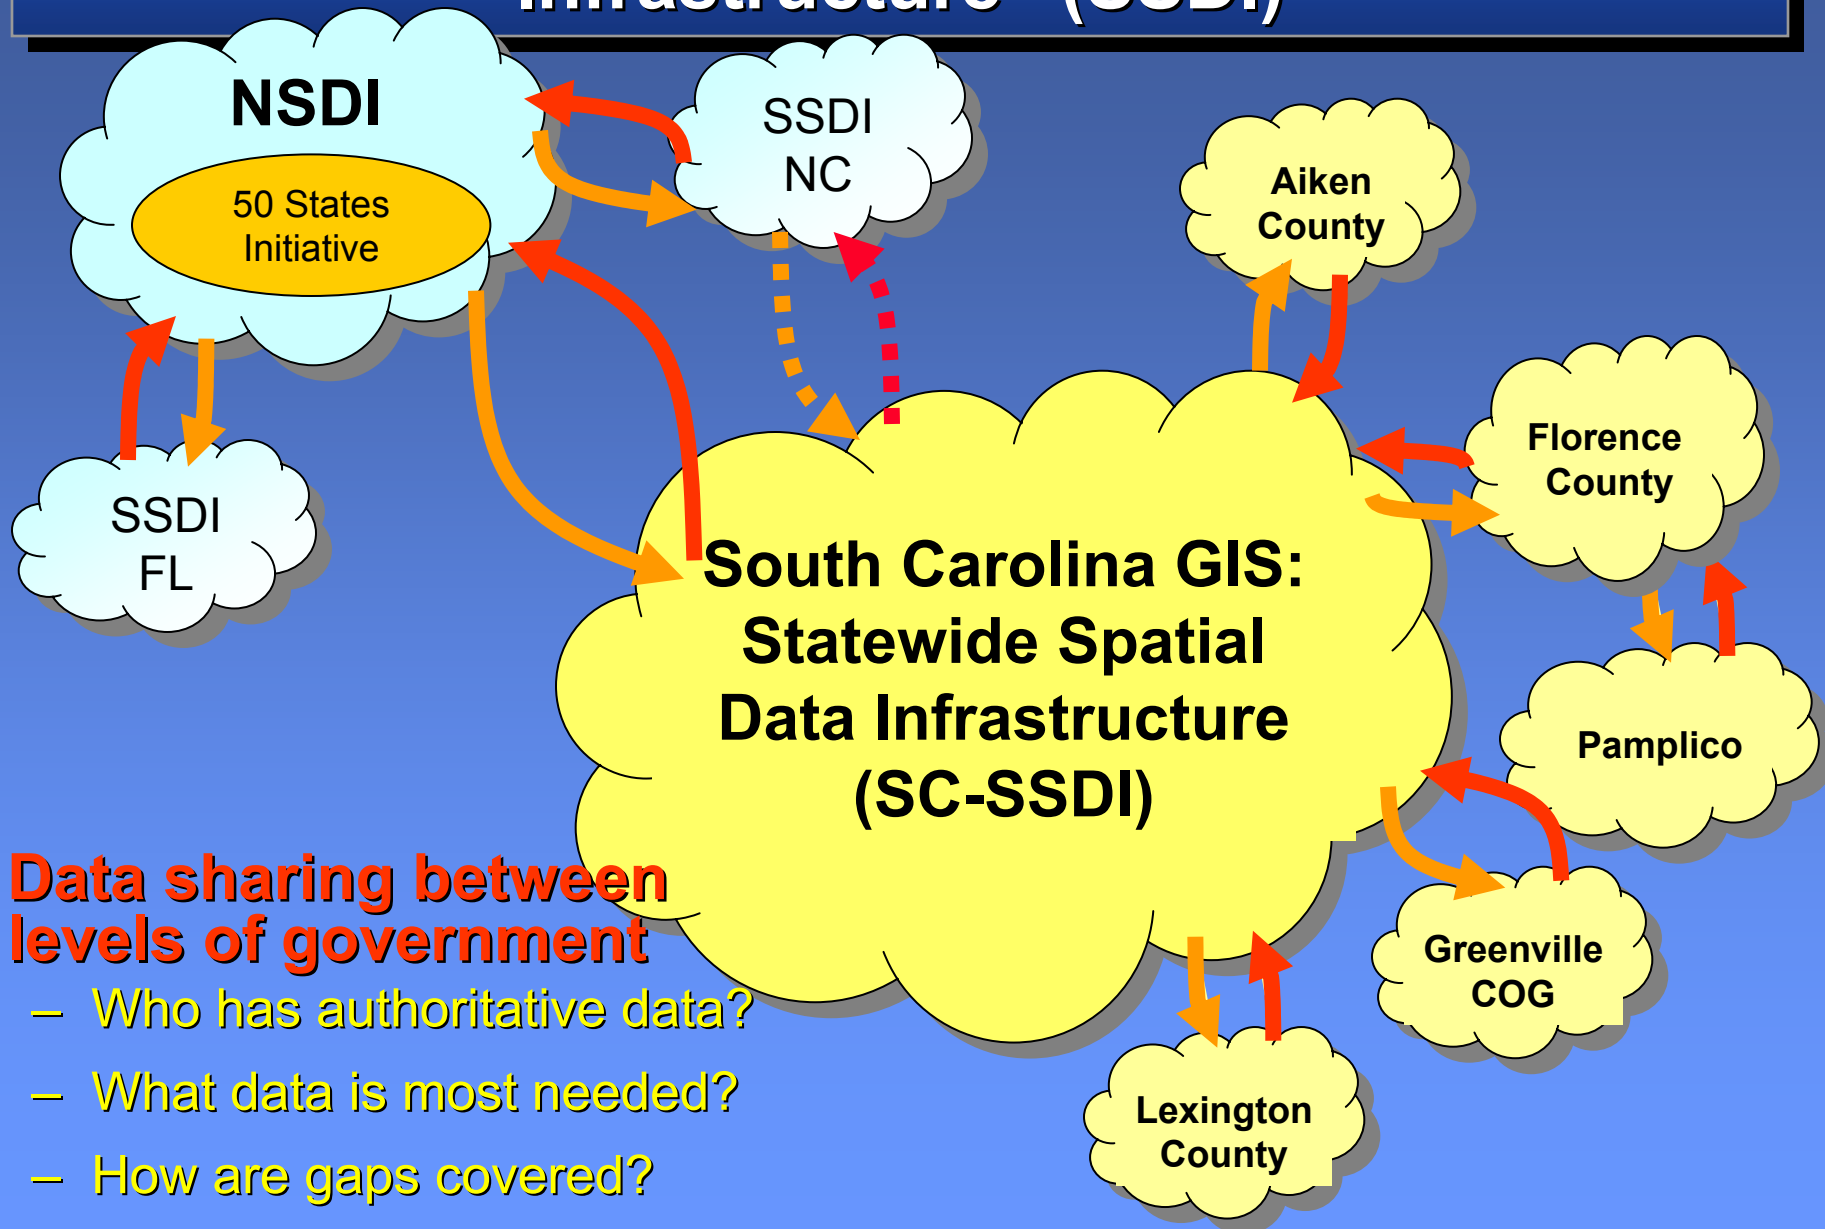 Infrastructure" (SSDI)
NSDI
50 States
Initiative
SSDI
NC
Aiken
County
Florence
County
SSDI
FL
South Carolina GIS:
Statewide Spatial
Data Infrastructure
(SC-SSDI)
Pamplico
Greenville
COG
Lexington
County
Data sharing between
levels of government
– Who has authoritative data?
– What data is most needed?
– How are gaps covered?